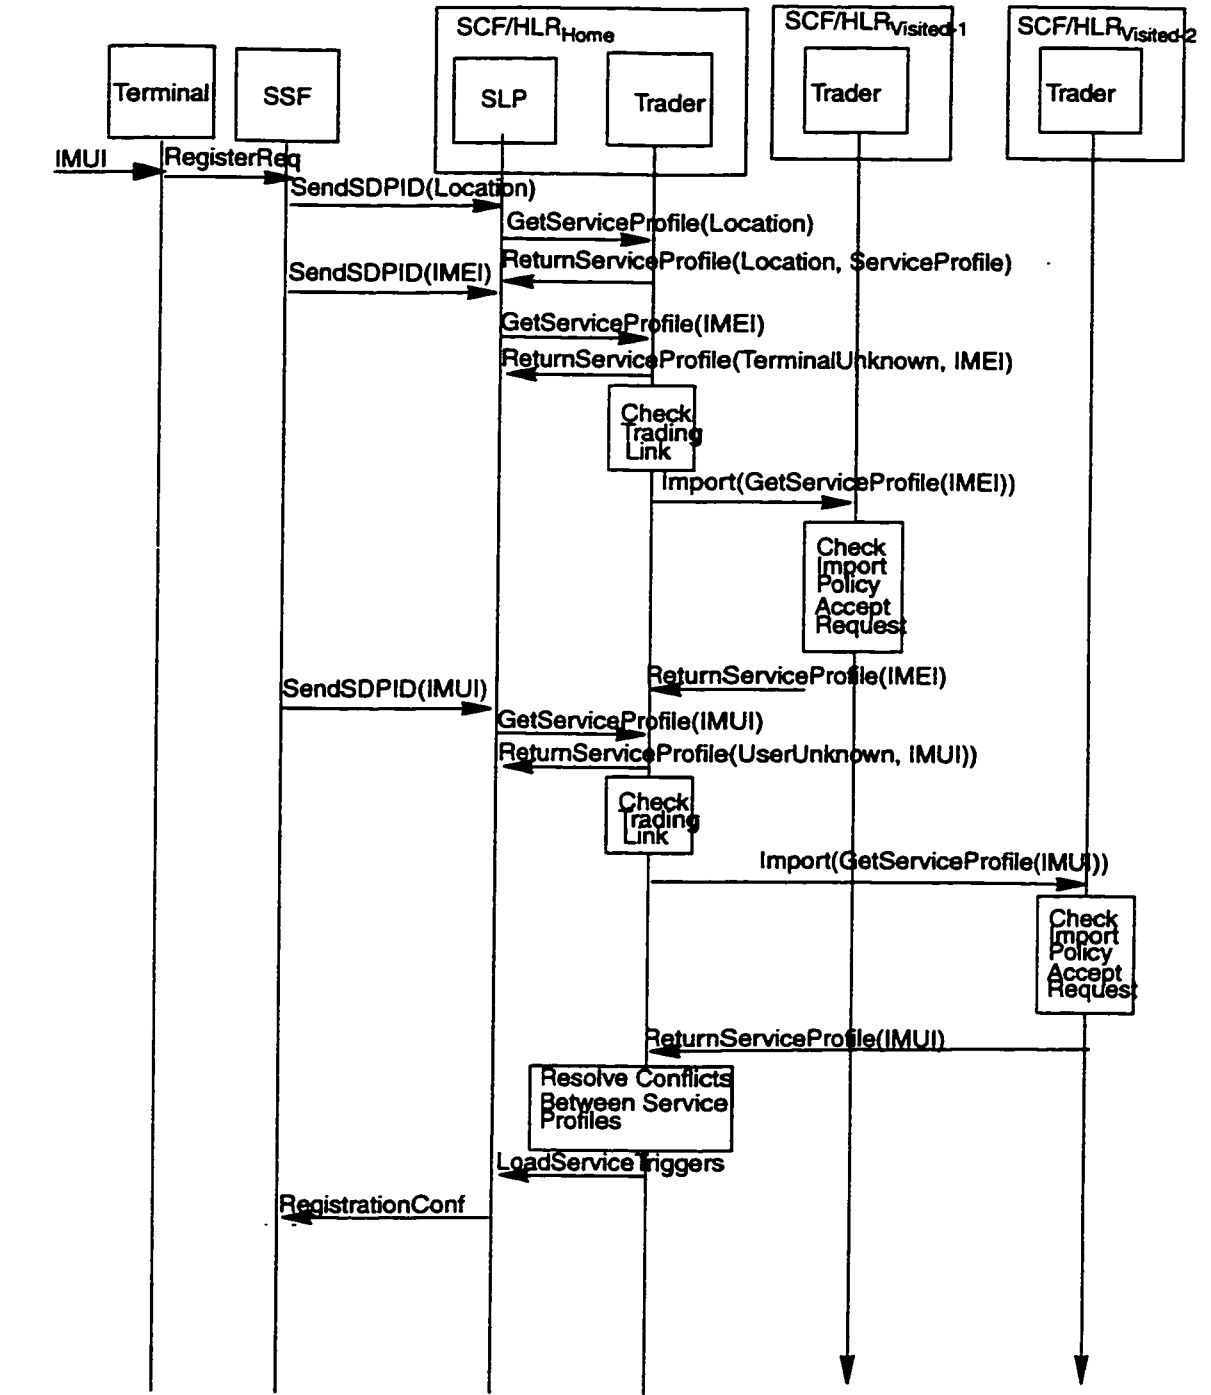 SCF/HLRHome
SCF/HLRVisited-1
SCF/HLRVisited-2
Terminal
SSF
SLP
Trader
Trader
Trader
IMUI
RegisterReq
SendSDPID(Location)
GetServiceProfile(Location)
ReturnServiceProfile(Location, ServiceProfile)
SendSDPID(IMEI)
GetServiceProfile(IMEI)
ReturnServiceProfile(TerminalUnknown, IMEI)
Check
Trading
Link
Import(GetServiceProfile(IMEI))
Check
Import
Policy
Accept
Request
ReturnServiceProfile(IMEI)
SendSDPID(IMUI)
GetServiceProfile(IMUI)
ReturnServiceProfile(UserUnknown, IMUI))
Check
Trading
Link
Import(GetServiceProfile(IMUI))
Check
Import
Policy
Accept
Request
ReturnServiceProfile(IMUI)
Resolve Conflicts
Between Service
Profiles
LoadServiceTriggers
RegistrationConf